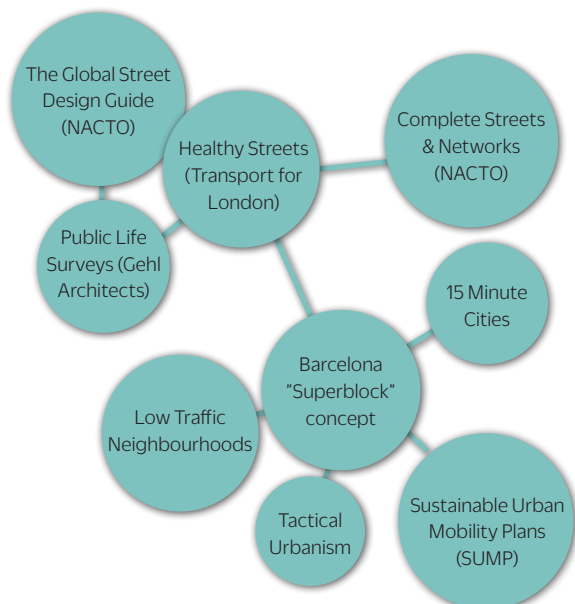 The Global Street
Design Guide
(NACTO)
Healthy Streets
(Transport for
London)
Complete Streets
& Networks
(NACTO)
Public Life
Surveys (Gehl
Architects)
15 Minute
Cities
Barcelona
"Superblock"
concept
Low Traffic
Neighbourhoods
Tactical
Urbanism
Sustainable Urban
Mobility Plans
(SUMP)